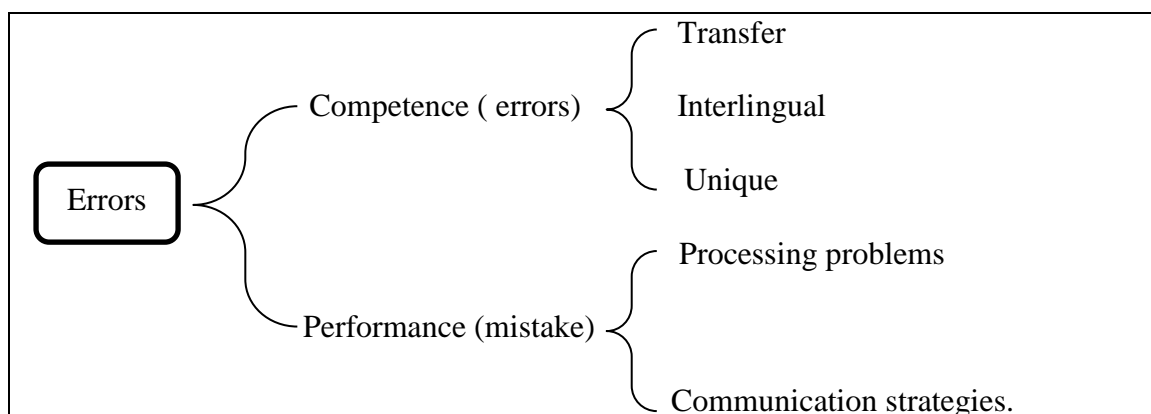 Transfer
Competence ( errors)
Interlingual
Unique
Errors
Processing problems
Performance (mistake)
Communication strategies.